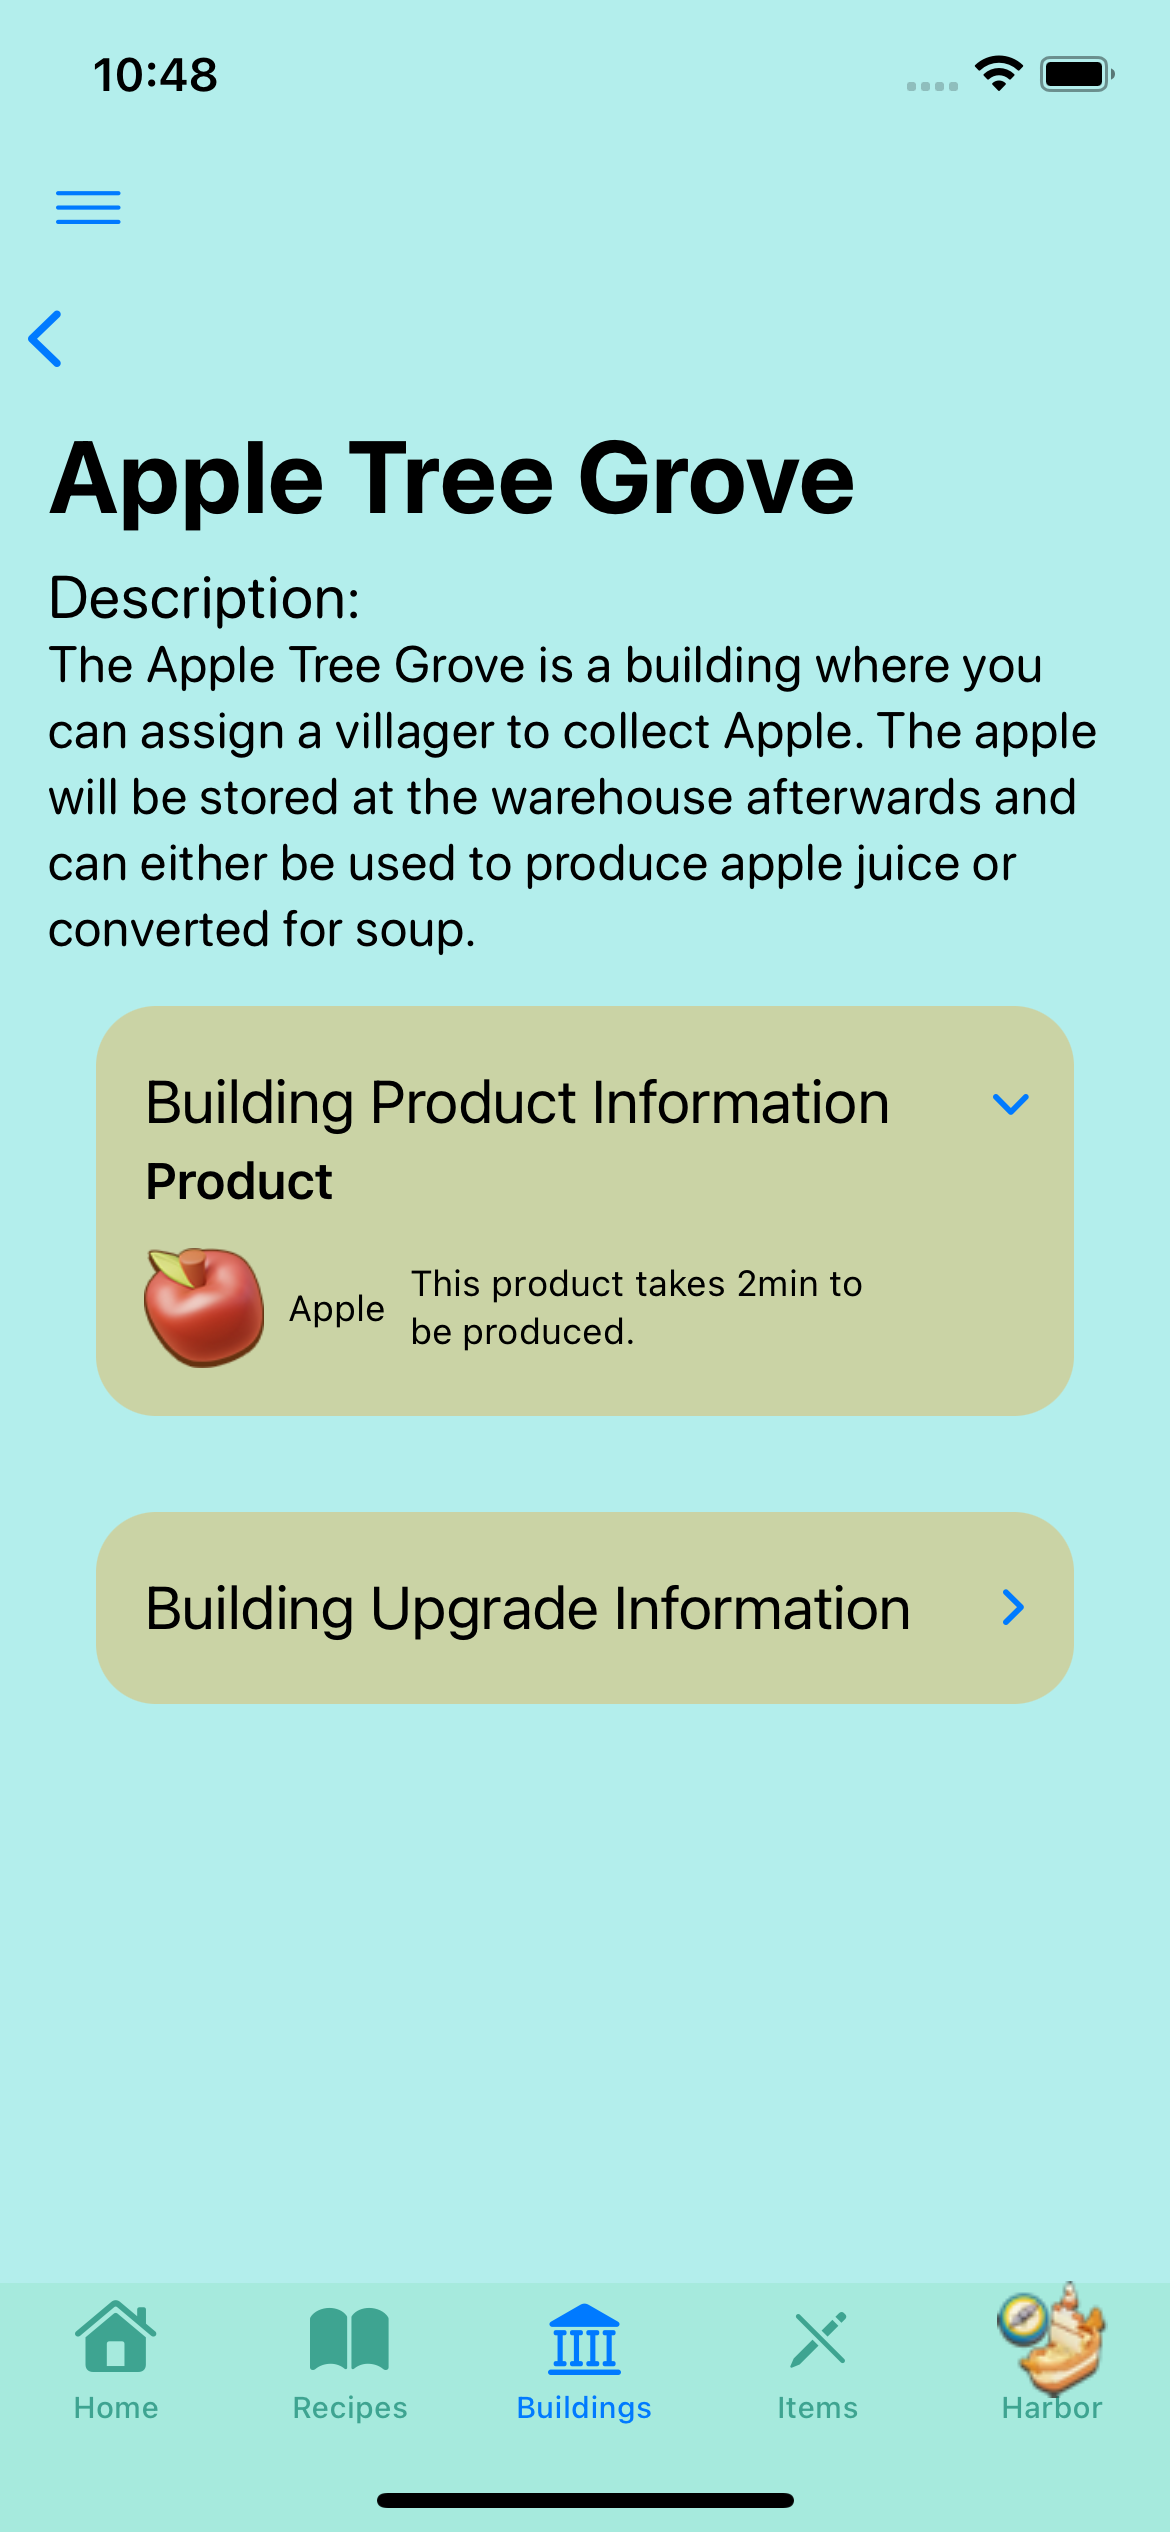 10:48
Apple Tree Grove
Description:
The Apple Tree Grove is a building where you
can assign a villager to collect Apple. The apple
will be stored at the warehouse afterwards and
can either be used to produce apple juice or
converted for soup.
Building Product Information
Product
Apple
This product takes 2min to
be produced.
Building Upgrade Information
Home
Recipes
Buildings
Items
Harbor